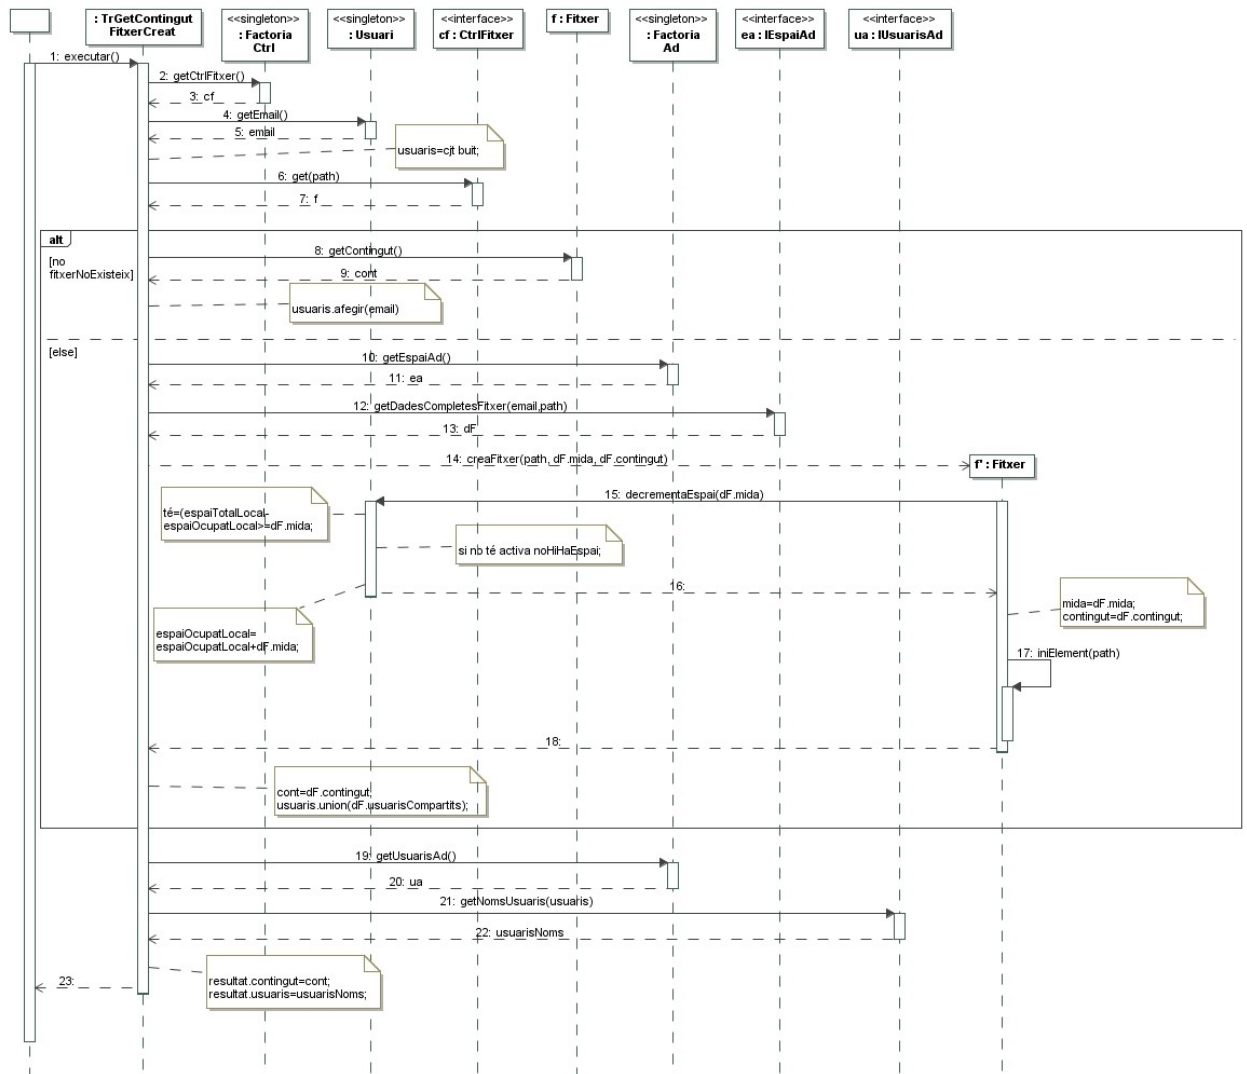 : TrGetContingut
FitxerCreat
<<singleton>>
: Factoria
Ctrl
<<singleton>>
: Usuari
<<interface>>
cf : CtrlFitxer
f : Fitxer
<<singleton>>
: Factoria
Ad
<<interface>>
ea : IEspaiAd
<<interface>>
ua : IUsuarisAd
1: executar()
2: getCtrlFitxer()
3: cf
4: getEmail()
5: email
usuaris=cjt buit;
6: get(path)
7: f
alt
[no
fitxerNoExisteix]
8: getContingut()
9: cont
usuaris.afegir(email)
[else]
10: getEspaiAd()
11: ea
12: getDadesCompletesFitxer(email,path)
13: dF
14: creaFitxer(path, dF.mida, dF.contingut)
f' : Fitxer
15: decrementaEspai(dF.mida)
té=(espaiTotalLocal-
espaiOcupatLocal>=dF.mida;
si no té activa noHiHaEspai;
16:
mida=dF.mida;
contingut=dF.contingut;
espaiOcupatLocal=
espaiOcupatLocal+dF.mida;
17: iniElement(path)
18:
cont=dF.contingut;
usuaris.union(dF.usuarisCompartits);
19: getUsuarisAd()
20: ua
21: getNomsUsuaris(usuaris)
22: usuarisNoms
23:
resultat.contingut=cont;
resultat.usuaris=usuarisNoms;